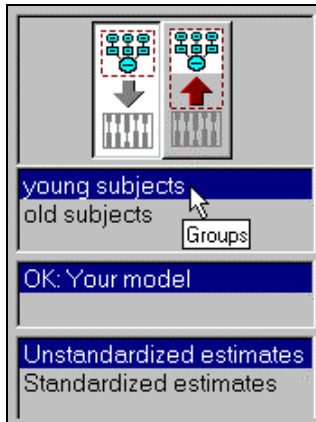 young subjects
old subjects
Groups
OK: Your model
Unstandardized estimates
Standardized estimates